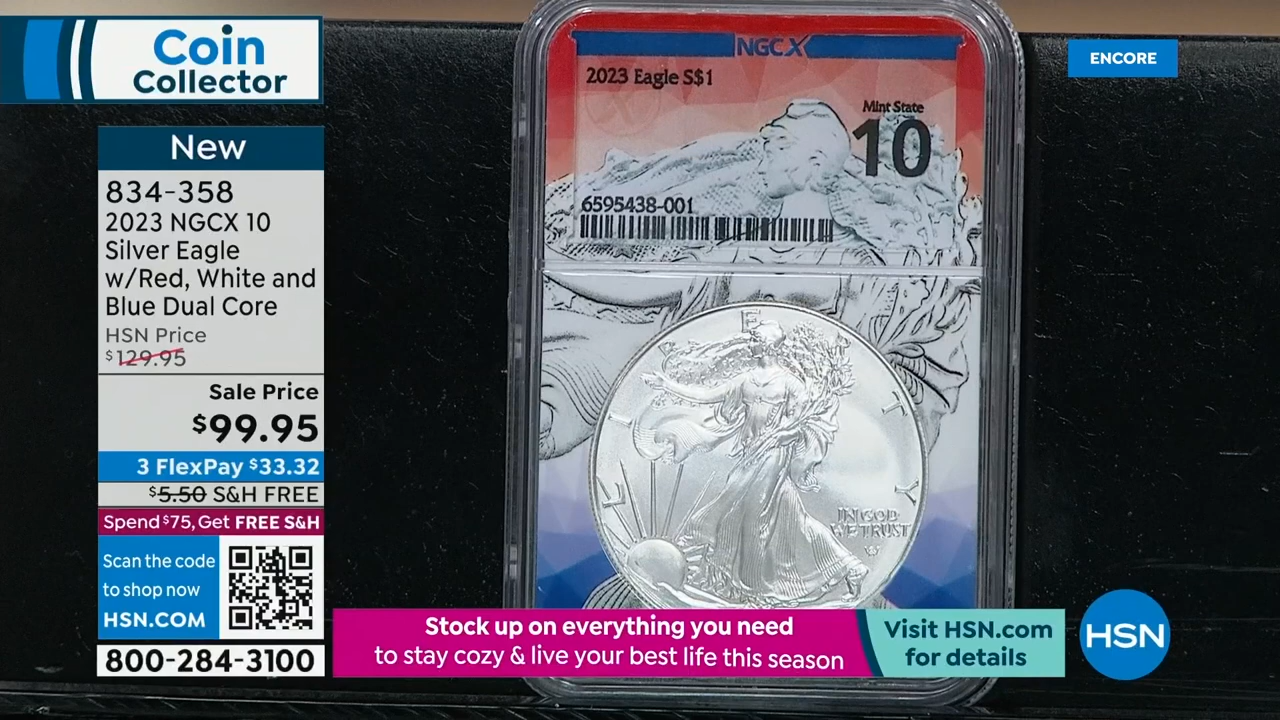 Coin
Collector
ENCORE
New
834-358
2023 NGCX 10
Silver Eagle
w/Red, White and
Blue Dual Core
HSN Price
$129.95
Sale Price
$99.95
3 FlexPay $33.32
$5.50 S&H FREE
Spend $75, Get FREE S&H
Scan the code
to shop now
HSN.COM
800-284-3100
NGCX
2023 Eagle S$1
Mint State
10
6595438-001
LIBERTY
IN GOD
WE TRUST
Stock up on everything you need
to stay cozy & live your best life this season
Visit HSN.com
for details
HSN